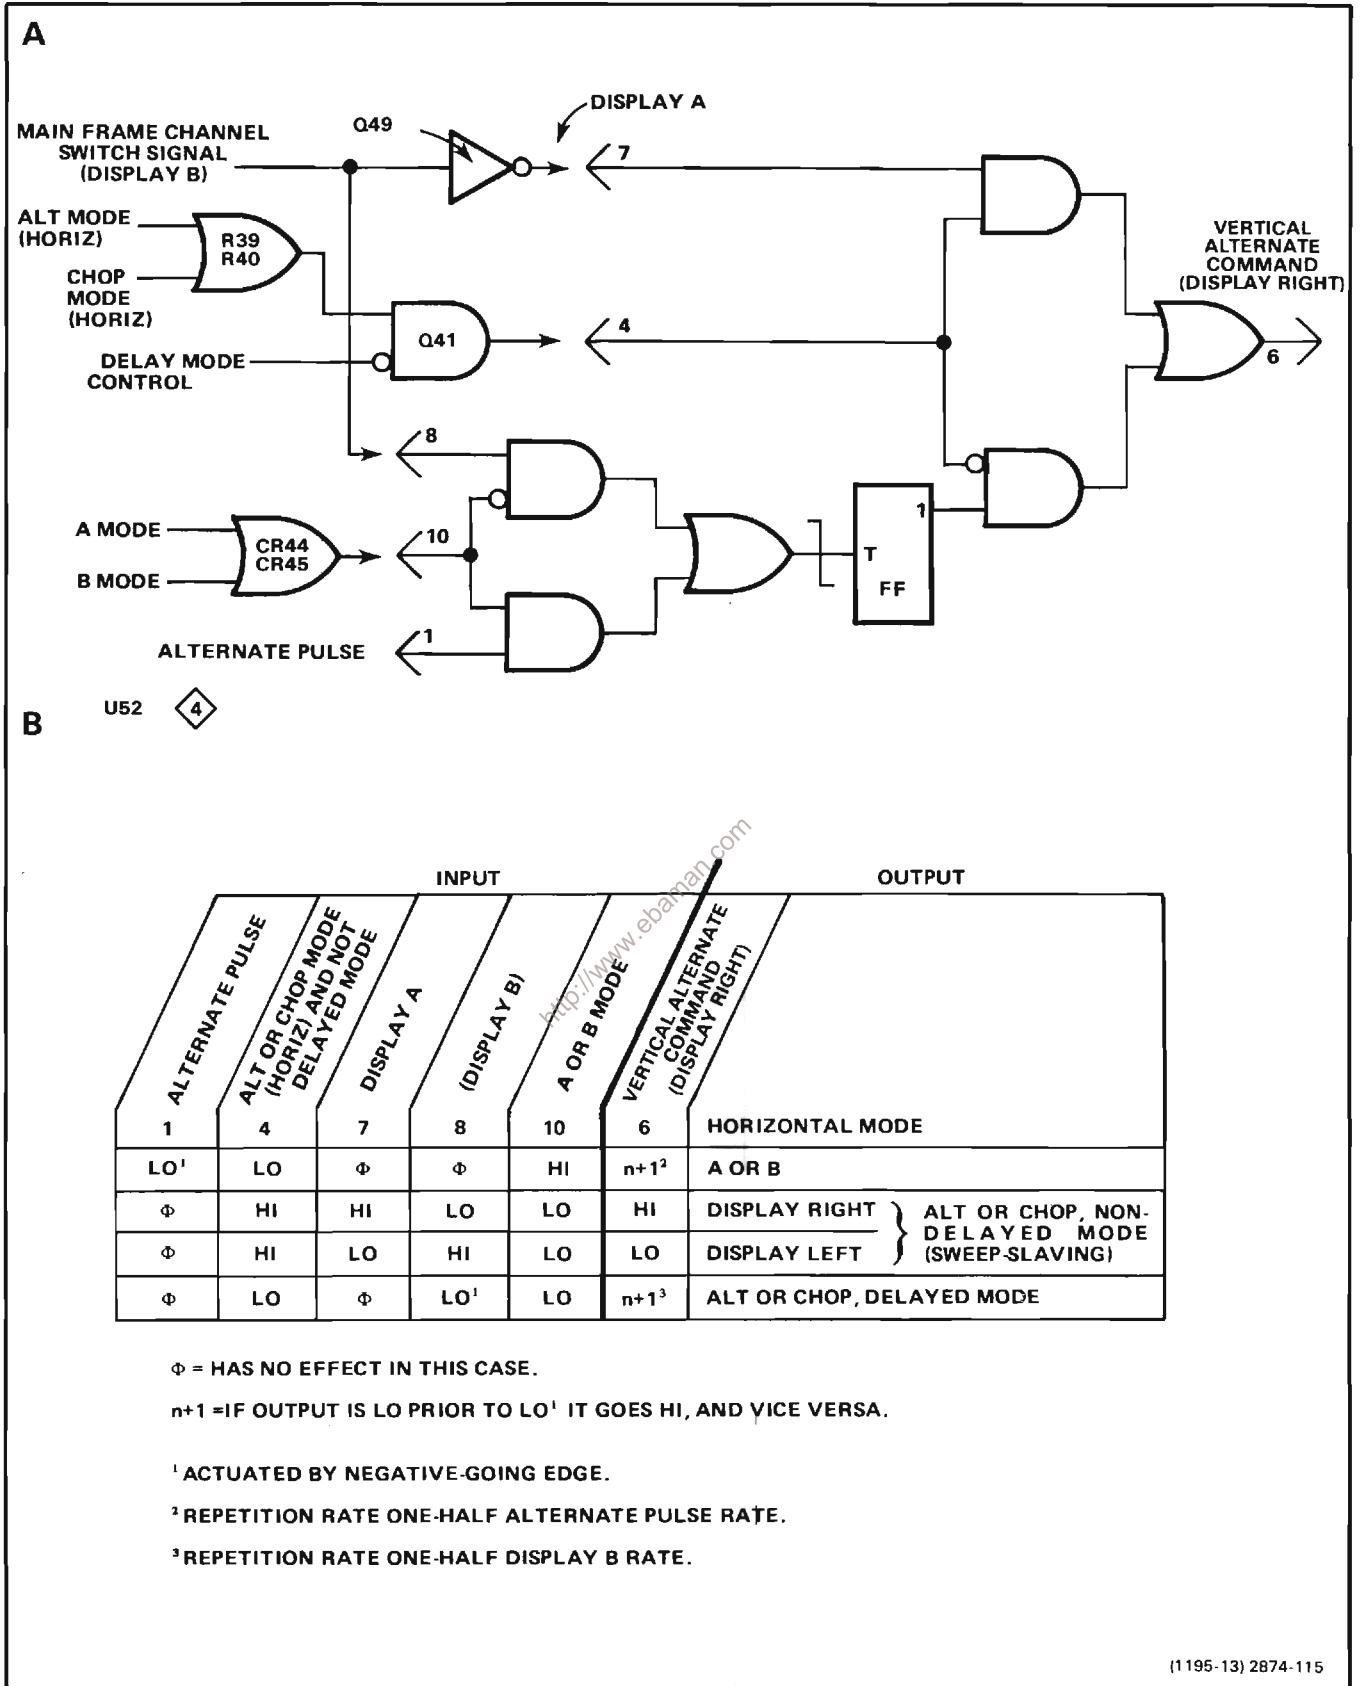 A
DISPLAY A
Q49
MAIN FRAME CHANNEL
SWITCH SIGNAL
(DISPLAY B)
7
ALT MODE
(HORIZ)
R39
R40
CHOP
MODE
(HORIZ)
VERTICAL
ALTERNATE
COMMAND
(DISPLAY RIGHT)
4
Q41
DELAY MODE
CONTROL
6
8
A MODE
B MODE
CR44
CR45
10
1
T
FF
ALTERNATE PULSE
1
U52
4
B
INPUT
OUTPUT
ALTERNATE PULSE
ALT OR CHOP MODE
(HORIZ) AND NOT
DELAYED MODE
DISPLAY A
(DISPLAY B)
A OR B MODE
VERTICAL ALTERNATE
COMMAND
(DISPLAY RIGHT)
http://www.ebaman.com
1 4 7 8 10 6 HORIZONTAL MODE
LO¹ LO Φ Φ HI n+1² A OR B
Φ HI HI LO LO HI DISPLAY RIGHT
Φ HI LO HI LO LO DISPLAY LEFT
ALT OR CHOP, NON-
DELAYED MODE
(SWEEP-SLAVING)
Φ LO Φ LO¹ LO n+1³ ALT OR CHOP, DELAYED MODE
Φ = HAS NO EFFECT IN THIS CASE.
n+1 =IF OUTPUT IS LO PRIOR TO LO¹ IT GOES HI, AND VICE VERSA.
¹ACTUATED BY NEGATIVE-GOING EDGE.
²REPETITION RATE ONE-HALF ALTERNATE PULSE RATE.
³REPETITION RATE ONE-HALF DISPLAY B RATE.
(1195-13) 2874-115